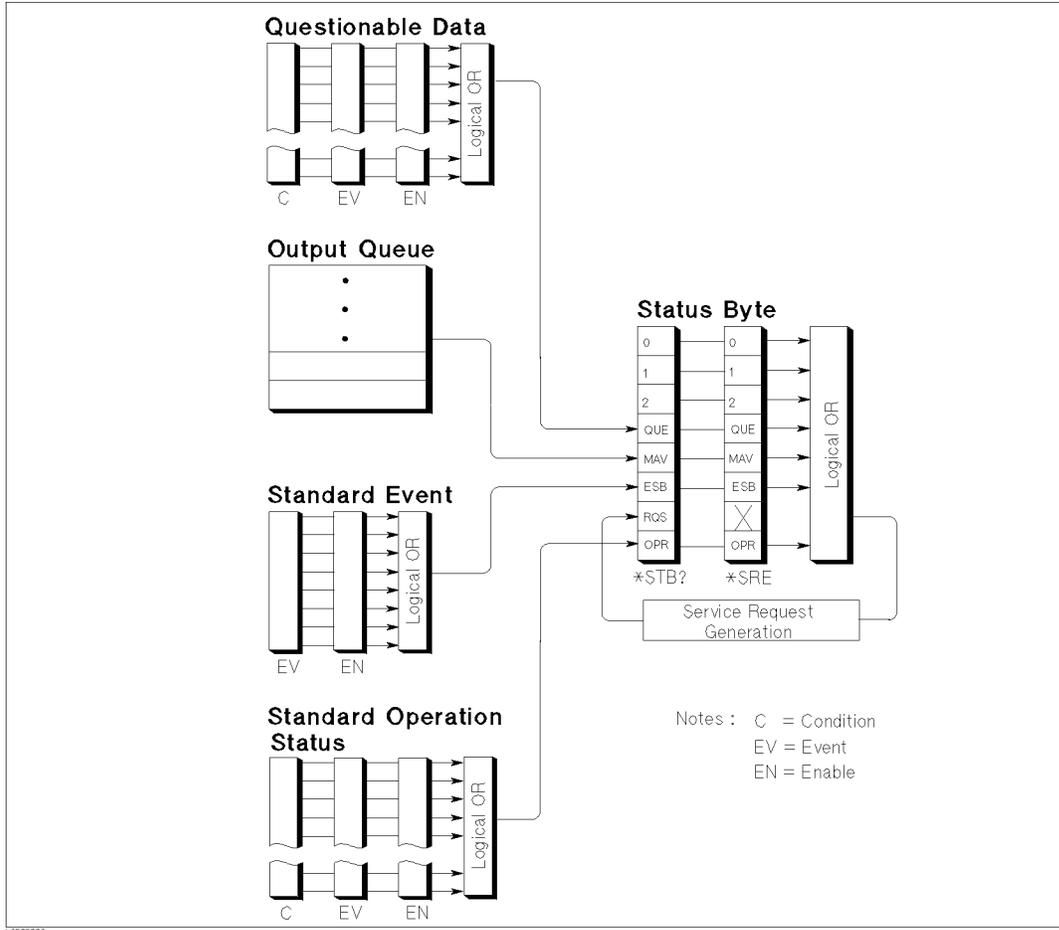 Questionable Data
Logical OR
C EV EN
Output Queue
Status Byte
0 0
1 1
2 2
QUE QUE
MAV MAV
ESB ESB
RQS
OPR OPR
Logical OR
*STB? *SRE
Service Request
Generation
Standard Event
Logical OR
EV EN
Standard Operation
Status
Logical OR
C EV EN
Notes : C = Condition
EV = Event
EN = Enable